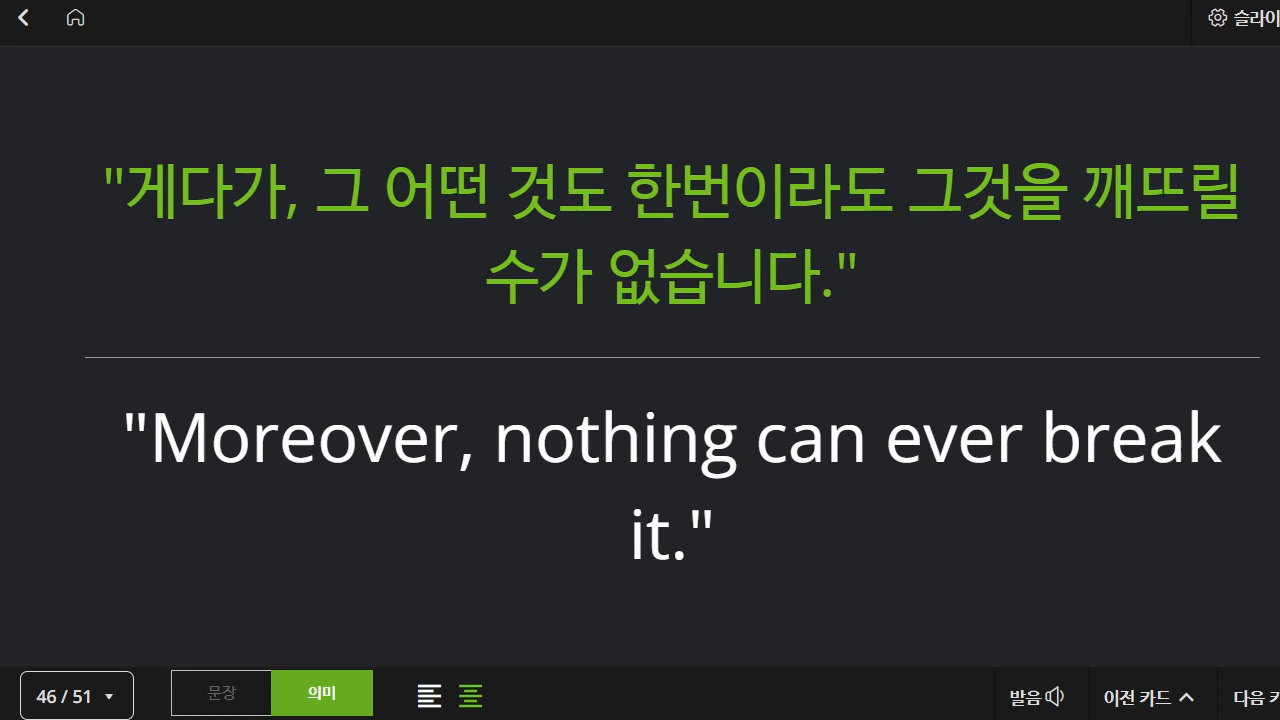 슬라이
"게다가, 그 어떤 것도 한번이라도 그것을 깨뜨릴
수가 없습니다."
"Moreover, nothing can ever break
it."
46 / 51 문장 의미 발음 이전 카드 다음